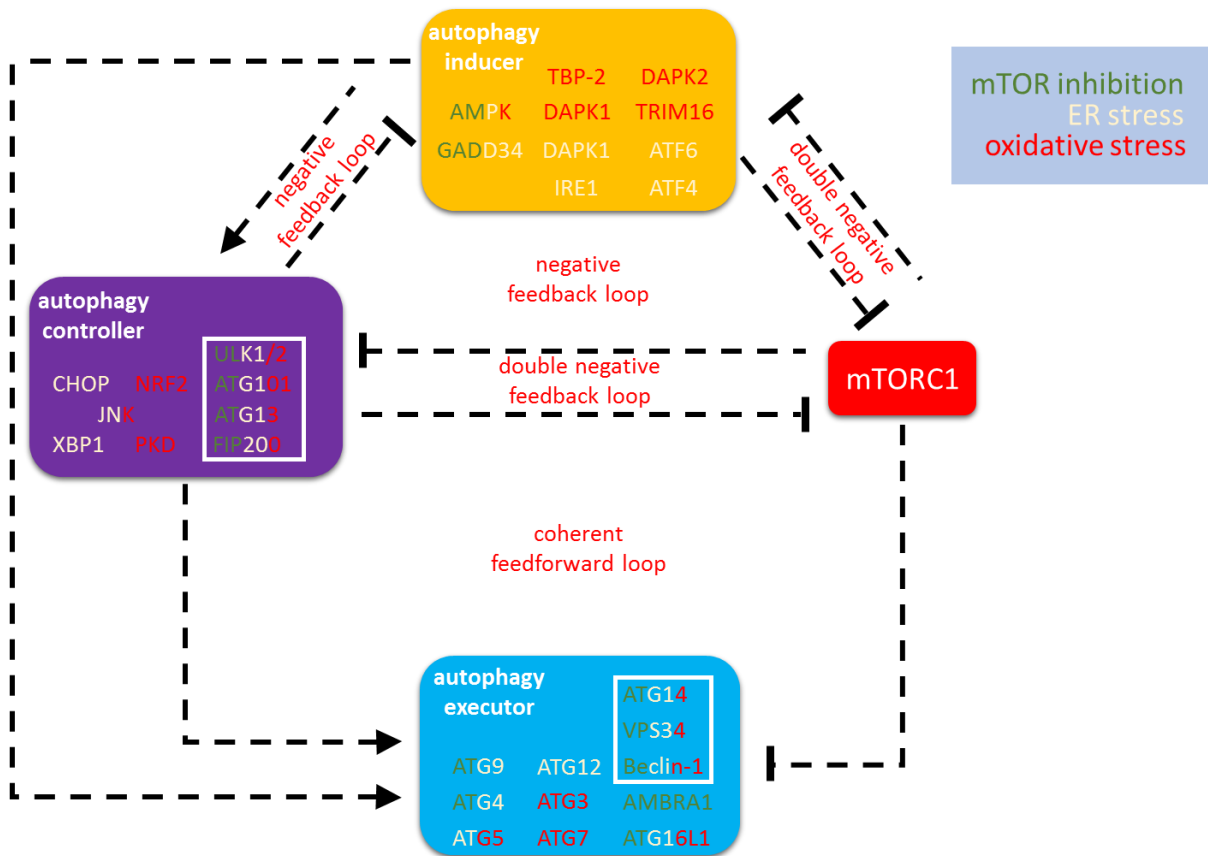 autophagy
inducer
TBP-2 DAPK2
AMPK DAPK1 TRIM16
GADD34 DAPK1 ATF6
IRE1 ATF4
mTOR inhibition
ER stress
oxidative stress
negative
feedback loop
double negative
feedback loop
negative
feedback loop
autophagy
controller
ULK1/2
CHOP NRF2 ATG101
JNK ATG13
XBP1 PKD FIP200
double negative
feedback loop
mTORC1
coherent
feedforward loop
autophagy
executor
ATG14
VPS34
ATG9 ATG12 Beclin-1
ATG4 ATG3 AMBRA1
ATG5 ATG7 ATG16L1